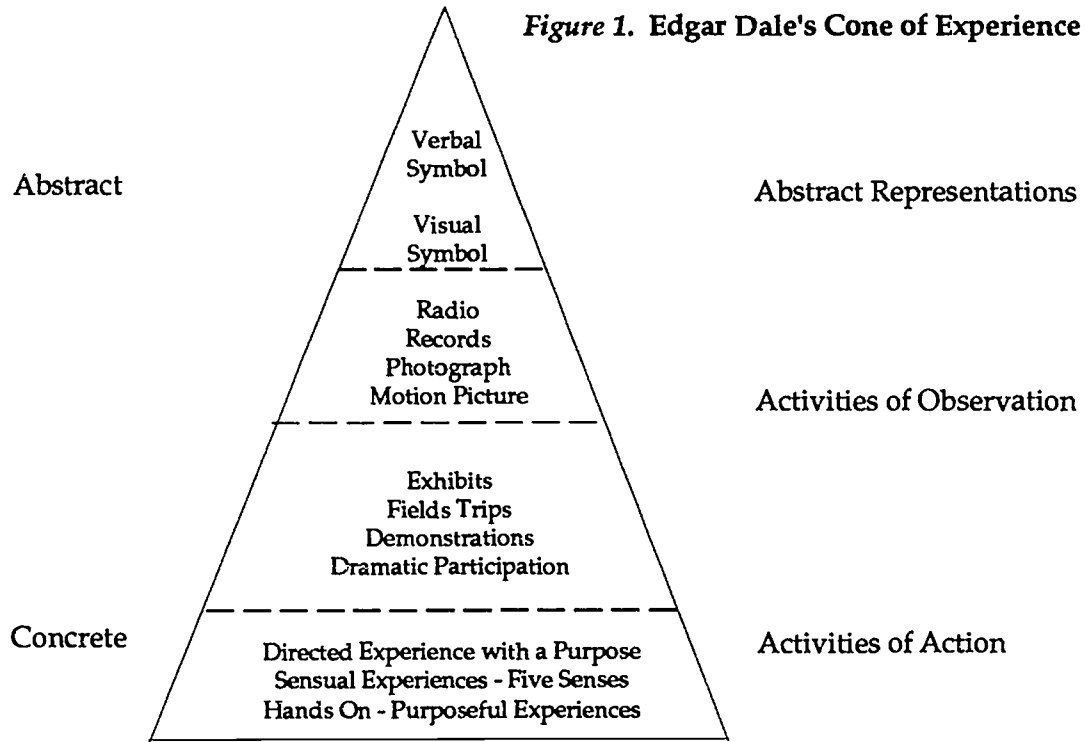 Figure 1. Edgar Dale's Cone of Experience
Verbal
Symbol
Abstract
Abstract Representations
Visual
Symbol
Radio
Records
Photograph
Motion Picture
Activities of Observation
Exhibits
Fields Trips
Demonstrations
Dramatic Participation
Concrete
Activities of Action
Directed Experience with a Purpose
Sensual Experiences - Five Senses
Hands On - Purposeful Experiences